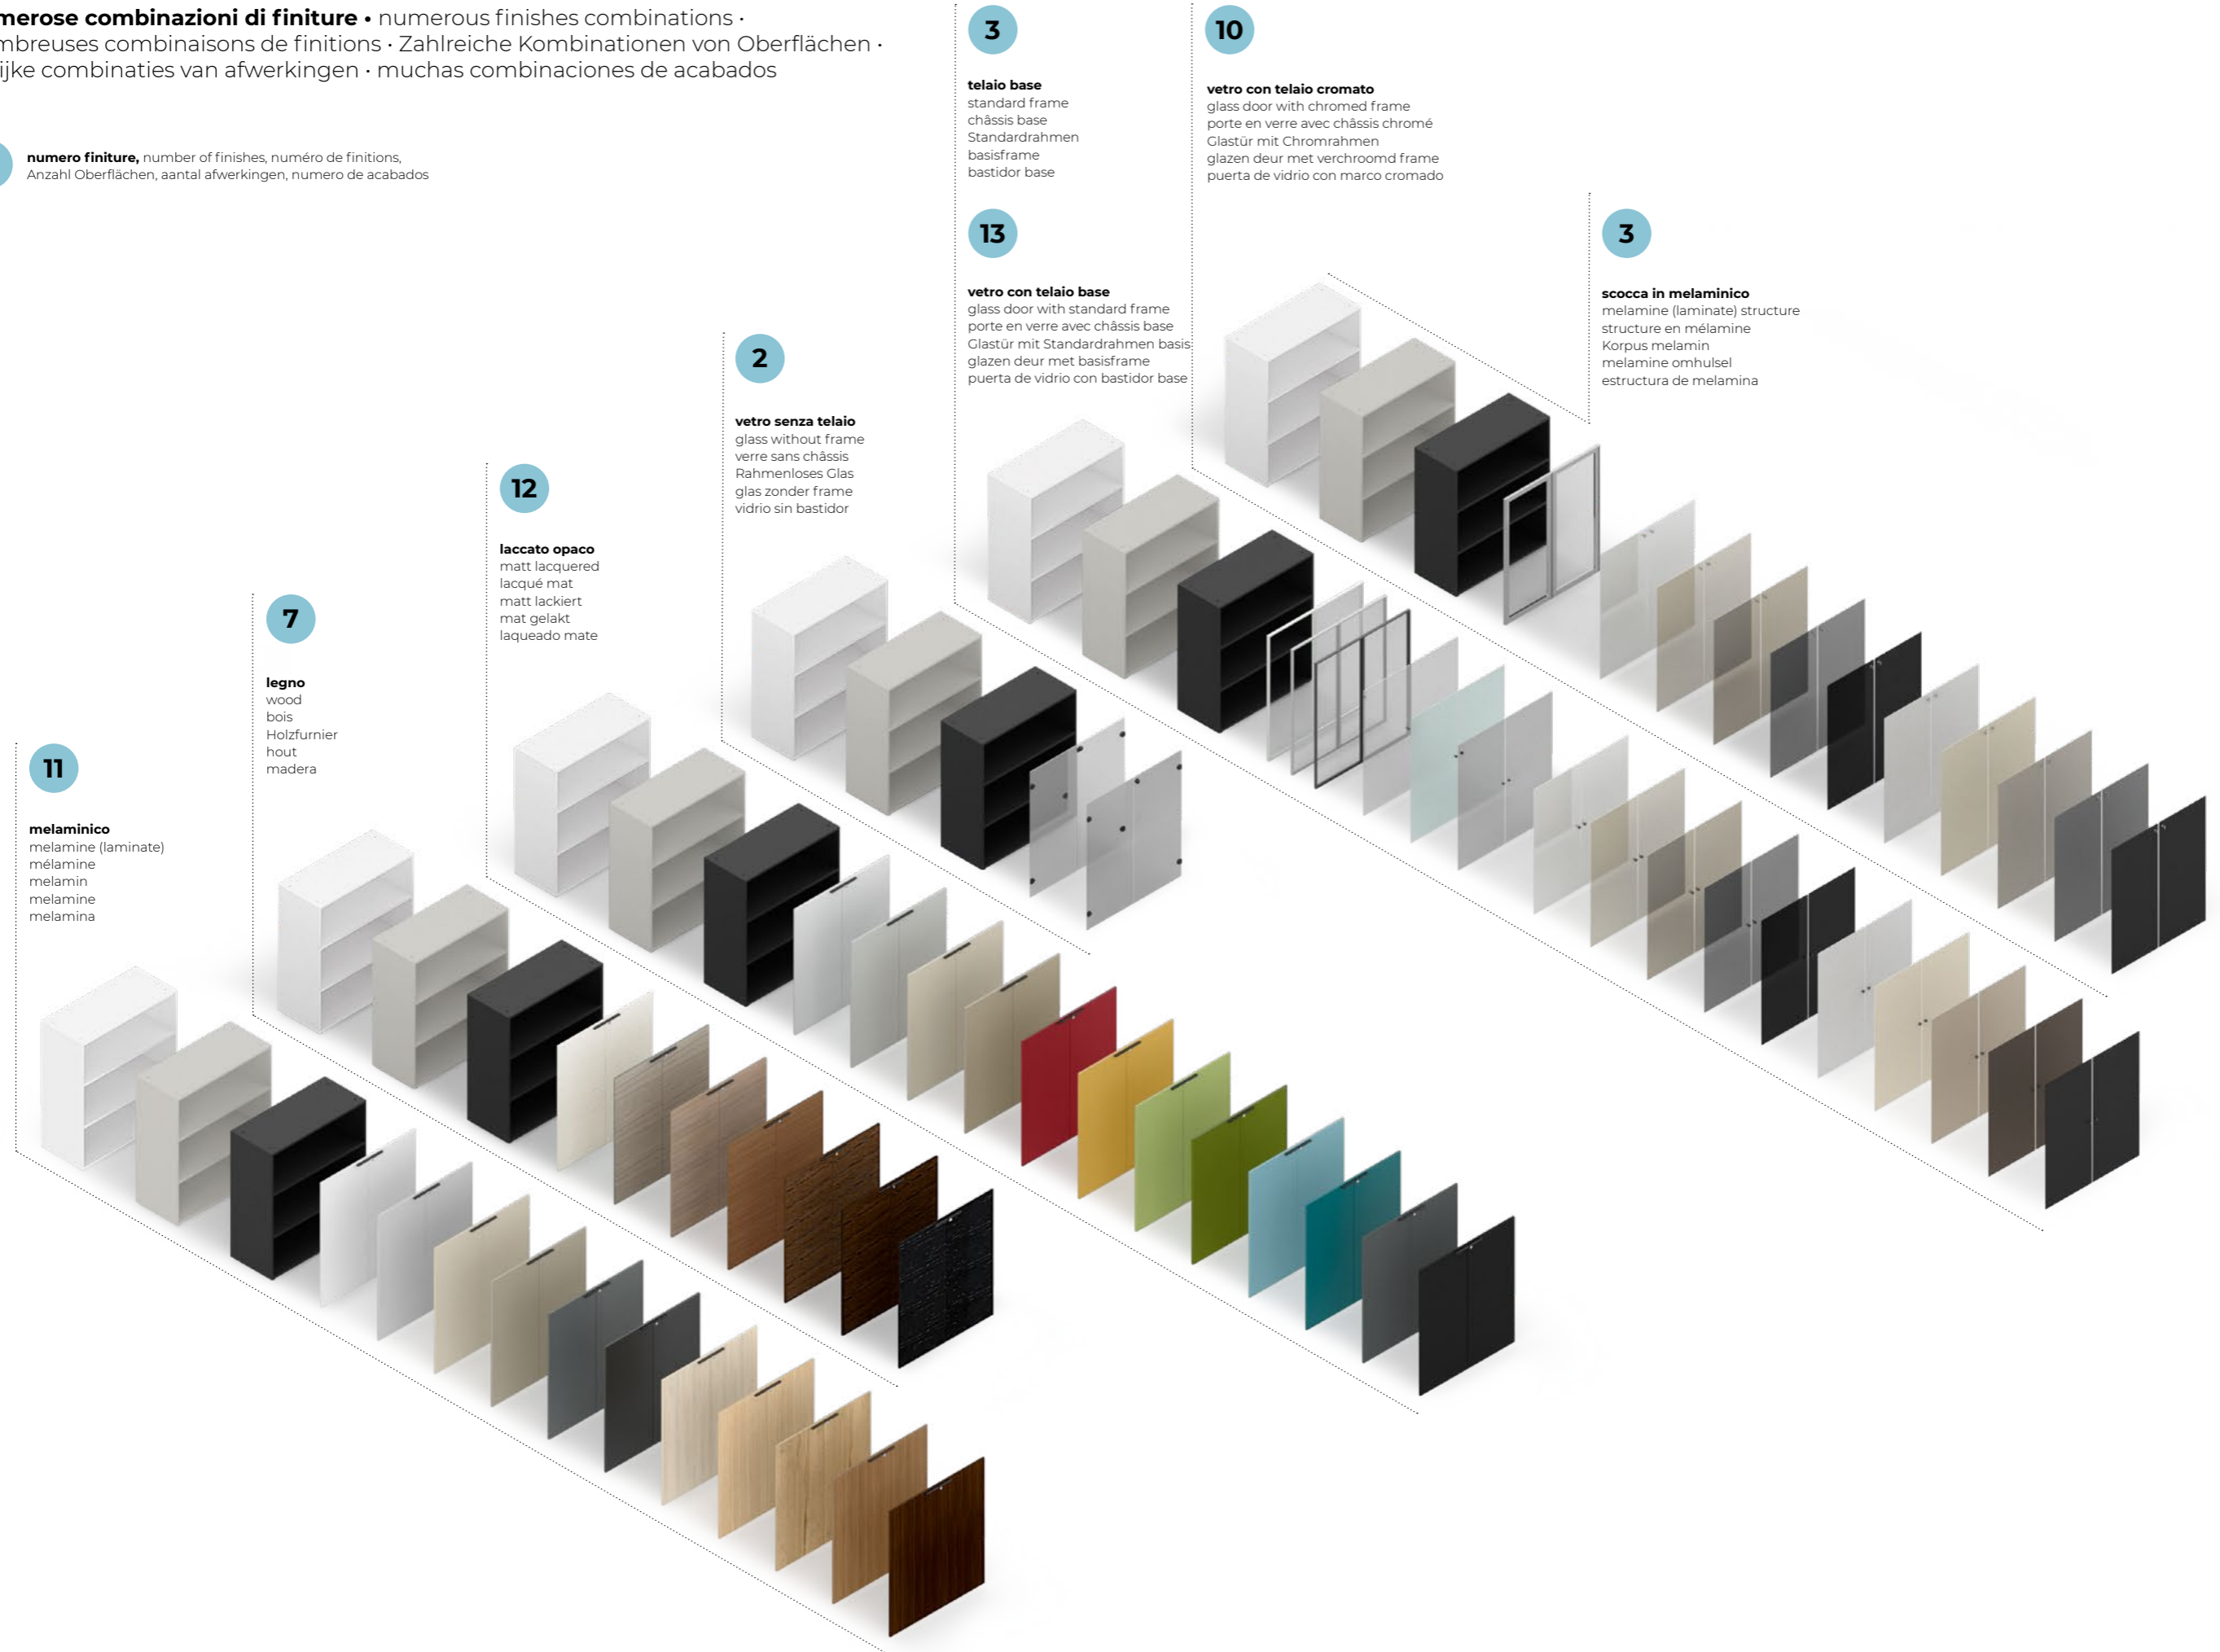 merose combinazioni di finiture • numerous finishes combinations ·
mbreuses combinaisons de finitions · Zahlreiche Kombinationen von Oberflächen ·
ijke combinaties van afwerkingen · muchas combinaciones de acabados
numero finiture, number of finishes, numéro de finitions,
Anzahl Oberflächen, aantal afwerkingen, numero de acabados
3
telaio base
standard frame
châssis base
Standardrahmen
basisframe
bastidor base
10
vetro con telaio cromato
glass door with chromed frame
porte en verre avec châssis chromé
Glastür mit Chromrahmen
glazen deur met verchroomd frame
puerta de vidrio con marco cromado
13
vetro con telaio base
glass door with standard frame
porte en verre avec châssis base
Glastür mit Standardrahmen basis
glazen deur met basisframe
puerta de vidrio con bastidor base
3
scocca in melaminico
melamine (laminate) structure
structure en mélamine
Korpus melamin
melamine omhulsel
estructura de melamina
2
vetro senza telaio
glass without frame
verre sans châssis
Rahmenloses Glas
glas zonder frame
vidrio sin bastidor
12
laccato opaco
matt lacquered
lacqué mat
matt lackiert
mat gelakt
laqueado mate
7
legno
wood
bois
Holzfurnier
hout
madera
11
melaminico
melamine (laminate)
mélamine
melamin
melamine
melamina